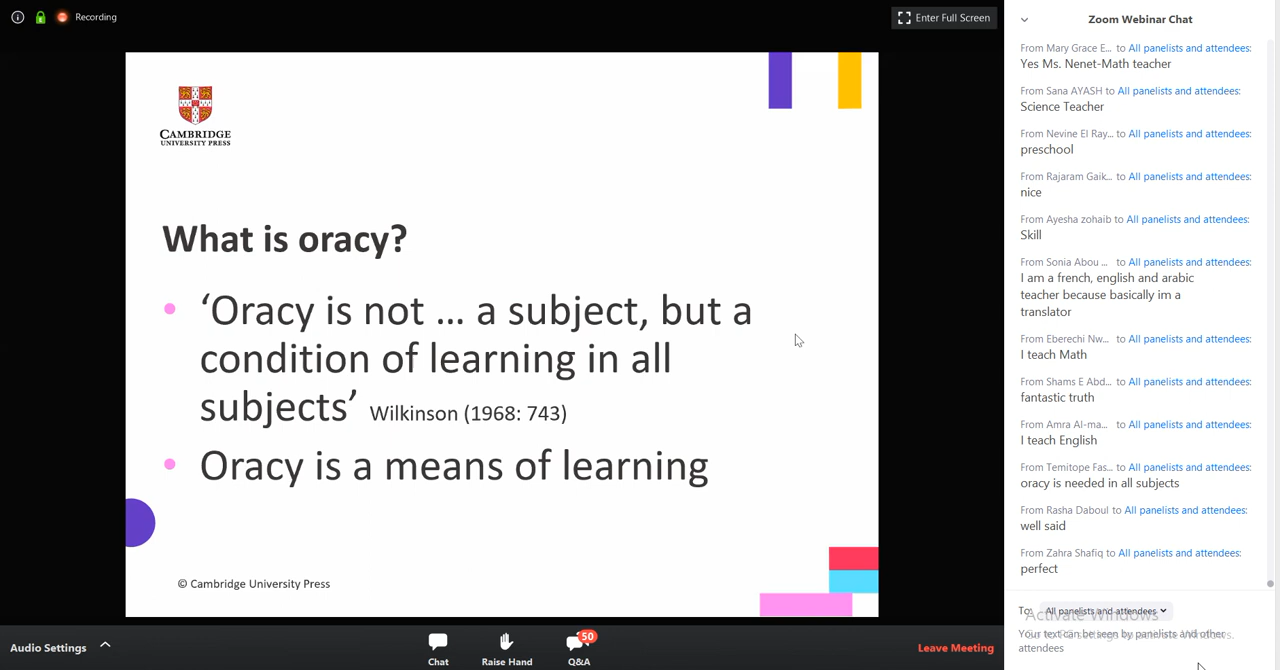 Recording
Enter Full Screen
CAMBRIDGE
UNIVERSITY PRESS
What is oracy?
‘Oracy is not ... a subject, but a
condition of learning in all
subjects’ Wilkinson (1968: 743)
Oracy is a means of learning
© Cambridge University Press
Audio Settings
Chat
Raise Hand
50
Q&A
Leave Meeting
Zoom Webinar Chat
From Mary Grace E... to All panelists and attendees:
Yes Ms. Nenet-Math teacher
From Sana AYASH to All panelists and attendees:
Science Teacher
From Nevine El Ray... to All panelists and attendees:
preschool
From Rajaram Gaik... to All panelists and attendees:
nice
From Ayesha zohaib to All panelists and attendees:
Skill
From Sonia Abou ... to All panelists and attendees:
I am a french, english and arabic
teacher because basically im a
translator
From Eberechi Nw... to All panelists and attendees:
I teach Math
From Shams E Abd... to All panelists and attendees:
fantastic truth
From Amra Al-ma... to All panelists and attendees:
I teach English
From Temitope Fas... to All panelists and attendees:
oracy is needed in all subjects
From Rasha Daboul to All panelists and attendees:
well said
From Zahra Shafiq to All panelists and attendees:
perfect
To: All panelists and attendees
Activate Windows
Your text can be seen by panelists and other
attendees